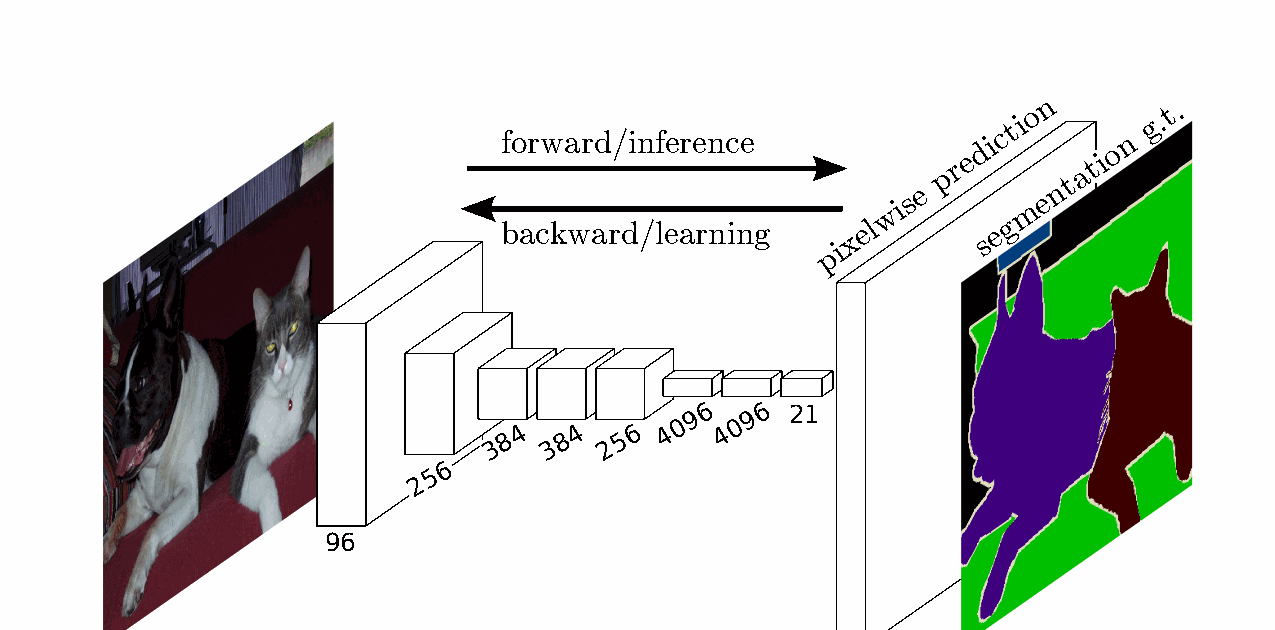 forward/inference
backward/learning
pixelwise prediction
segmentation g.t.
96
256
384
384
256
4096
4096
21